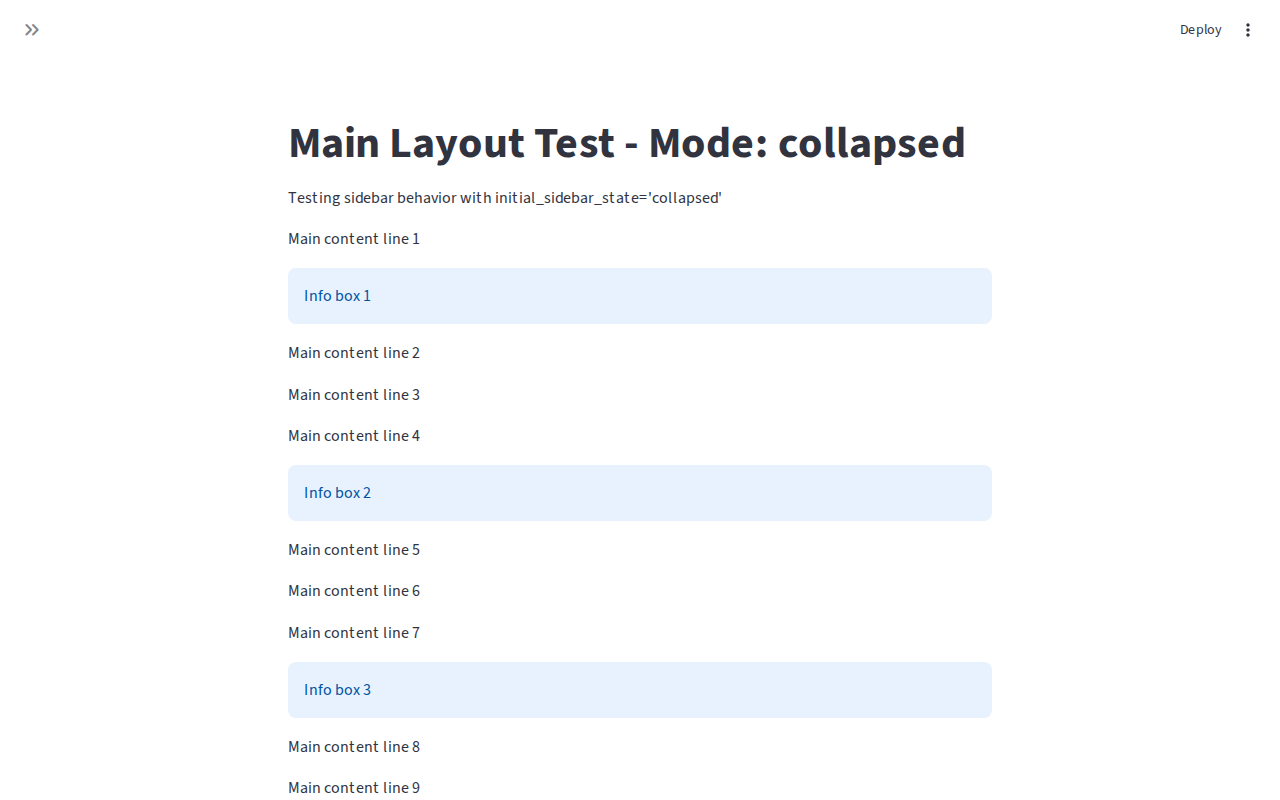 Deploy
Main Layout Test - Mode: collapsed
Testing sidebar behavior with initial_sidebar_state='collapsed'
Main content line 1
Info box 1
Main content line 2
Main content line 3
Main content line 4
Info box 2
Main content line 5
Main content line 6
Main content line 7
Info box 3
Main content line 8
Main content line 9